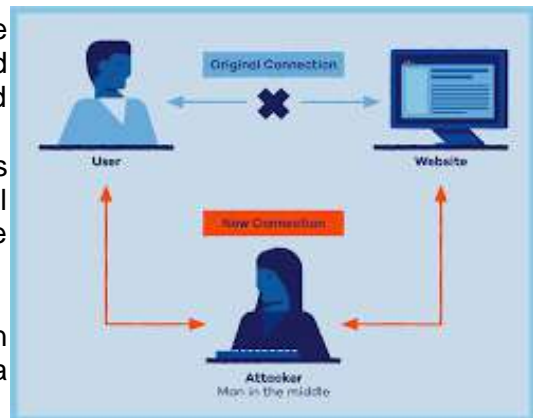 e
d
Original Connection
d
User
Website
s
l
New Connection
e
n
Attacker
a
Man in the middle